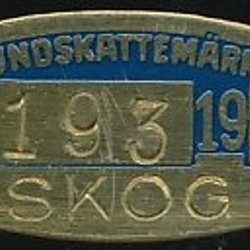 UNDSKATTEMÄR
193 19
SKOG